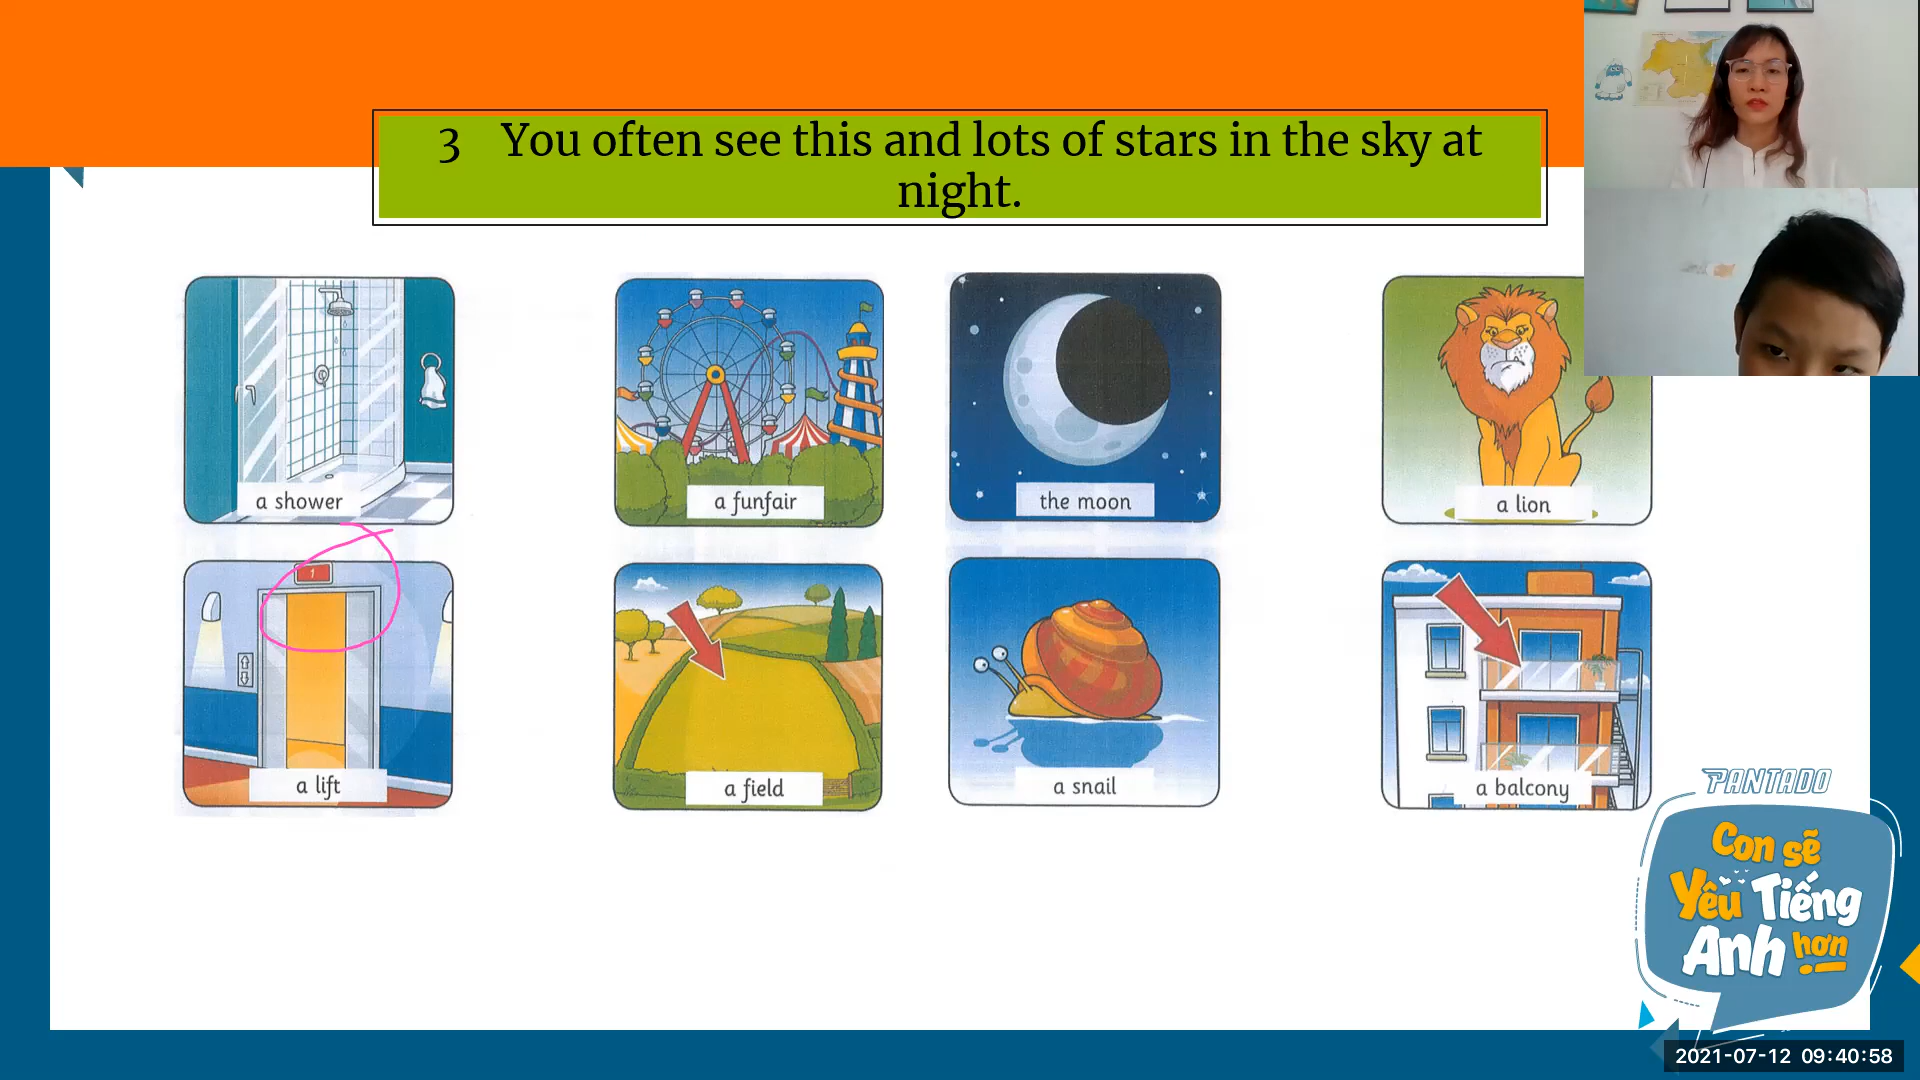 3 You often see this and lots of stars in the sky at
night.
a shower
a funfair
the moon
a lion
1
a lift
a field
a snail
a balcony
PANTADO
Con sẽ
Yêu Tiếng
Anh hơn
2021-07-12 09:40:58